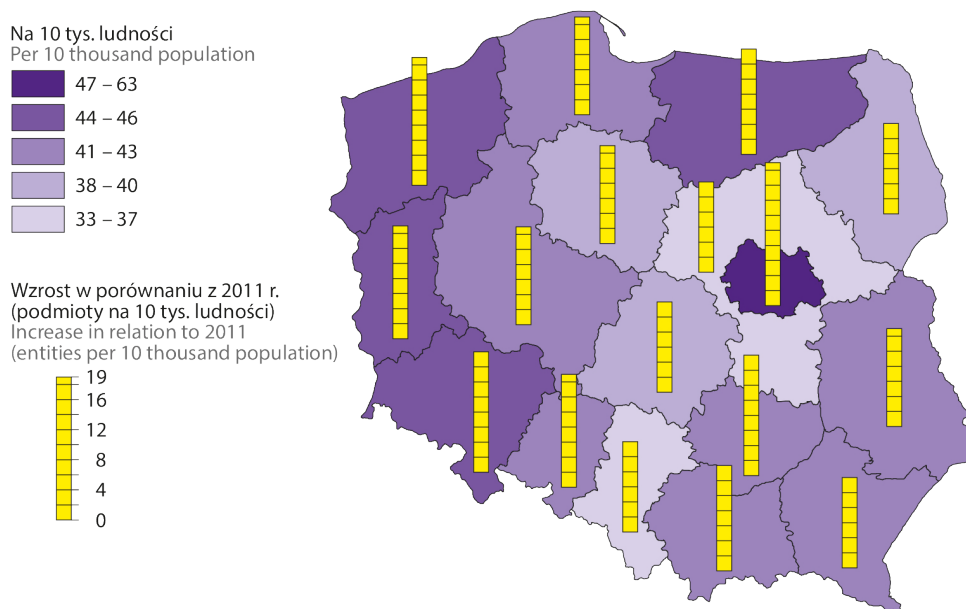 Na 10 tys. ludności
Per 10 thousand population
47 – 63
44 – 46
41 – 43
38 – 40
33 – 37
Wzrost w porównaniu z 2011 r.
(podmioty na 10 tys. ludności)
Increase in relation to 2011
(entities per 10 thousand population)
19
16
12
8
4
0